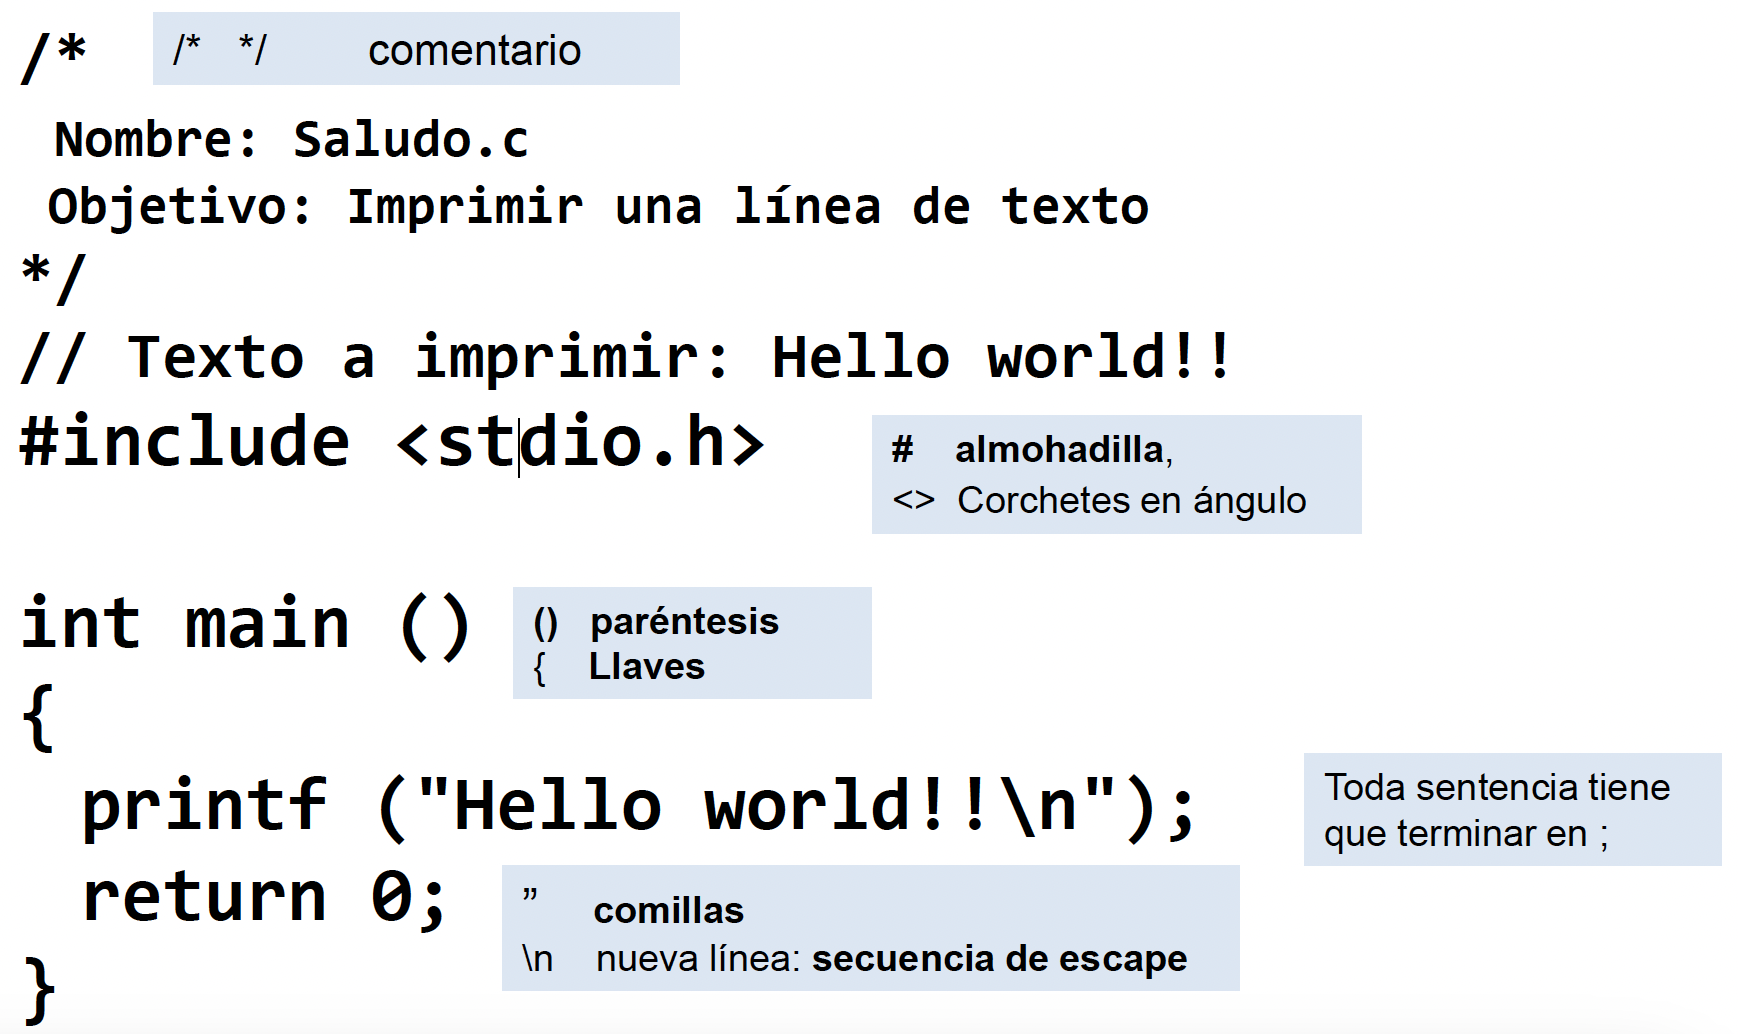 /*
/* */ comentario
Nombre: Saludo.c
Objetivo: Imprimir una línea de texto
*/
// Texto a imprimir: Hello world!!
#include <stdio.h>
# almohadilla,
<> Corchetes en ángulo
int main ()
() paréntesis
{ Llaves
{
printf ("Hello world!!\n");
Toda sentencia tiene
que terminar en ;
return 0;
” comillas
\n nueva línea: secuencia de escape
}